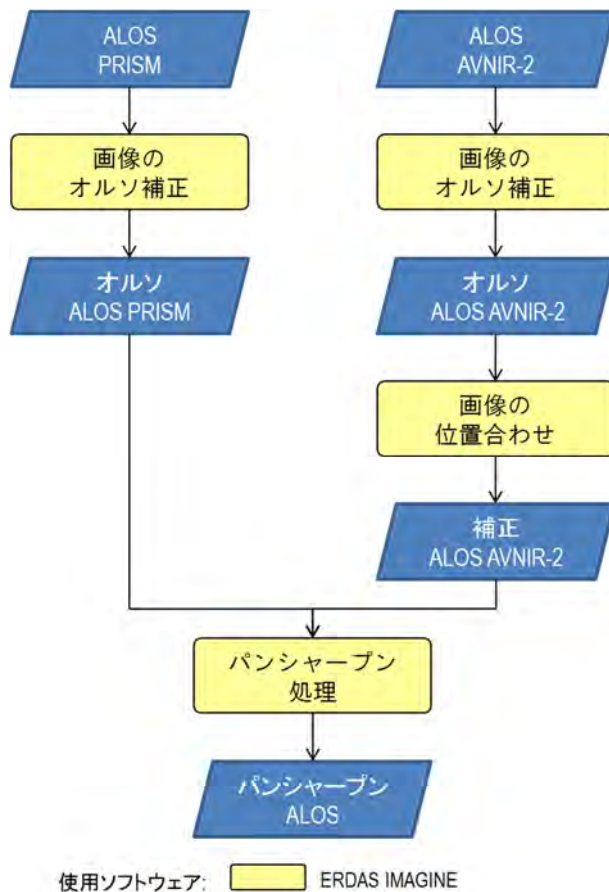 ALOS
PRISM
ALOS
AVNIR-2
画像の
オルソ補正
画像の
オルソ補正
オルソ
ALOS PRISM
オルソ
ALOS AVNIR-2
画像の
位置合わせ
補正
ALOS AVNIR-2
パンシャープン
処理
パンシャープン
ALOS
使用ソフトウェア: ERDAS IMAGINE